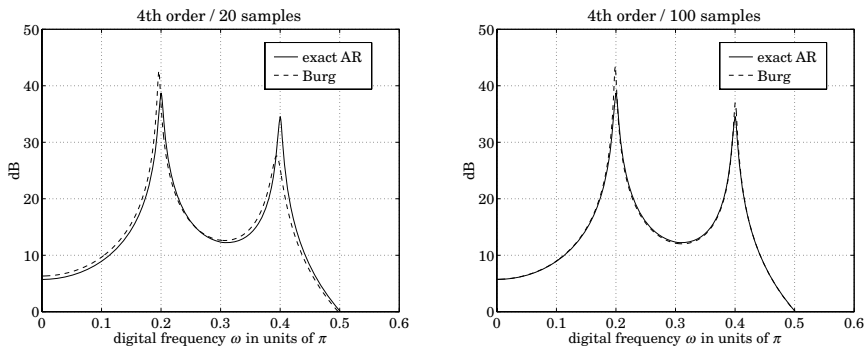 4th order / 20 samples
50
40
30
20
10
0
dB
exact AR
Burg
0 0.1 0.2 0.3 0.4 0.5 0.6
digital frequency ω in units of π
4th order / 100 samples
50
40
30
20
10
0
dB
exact AR
Burg
0 0.1 0.2 0.3 0.4 0.5 0.6
digital frequency ω in units of π